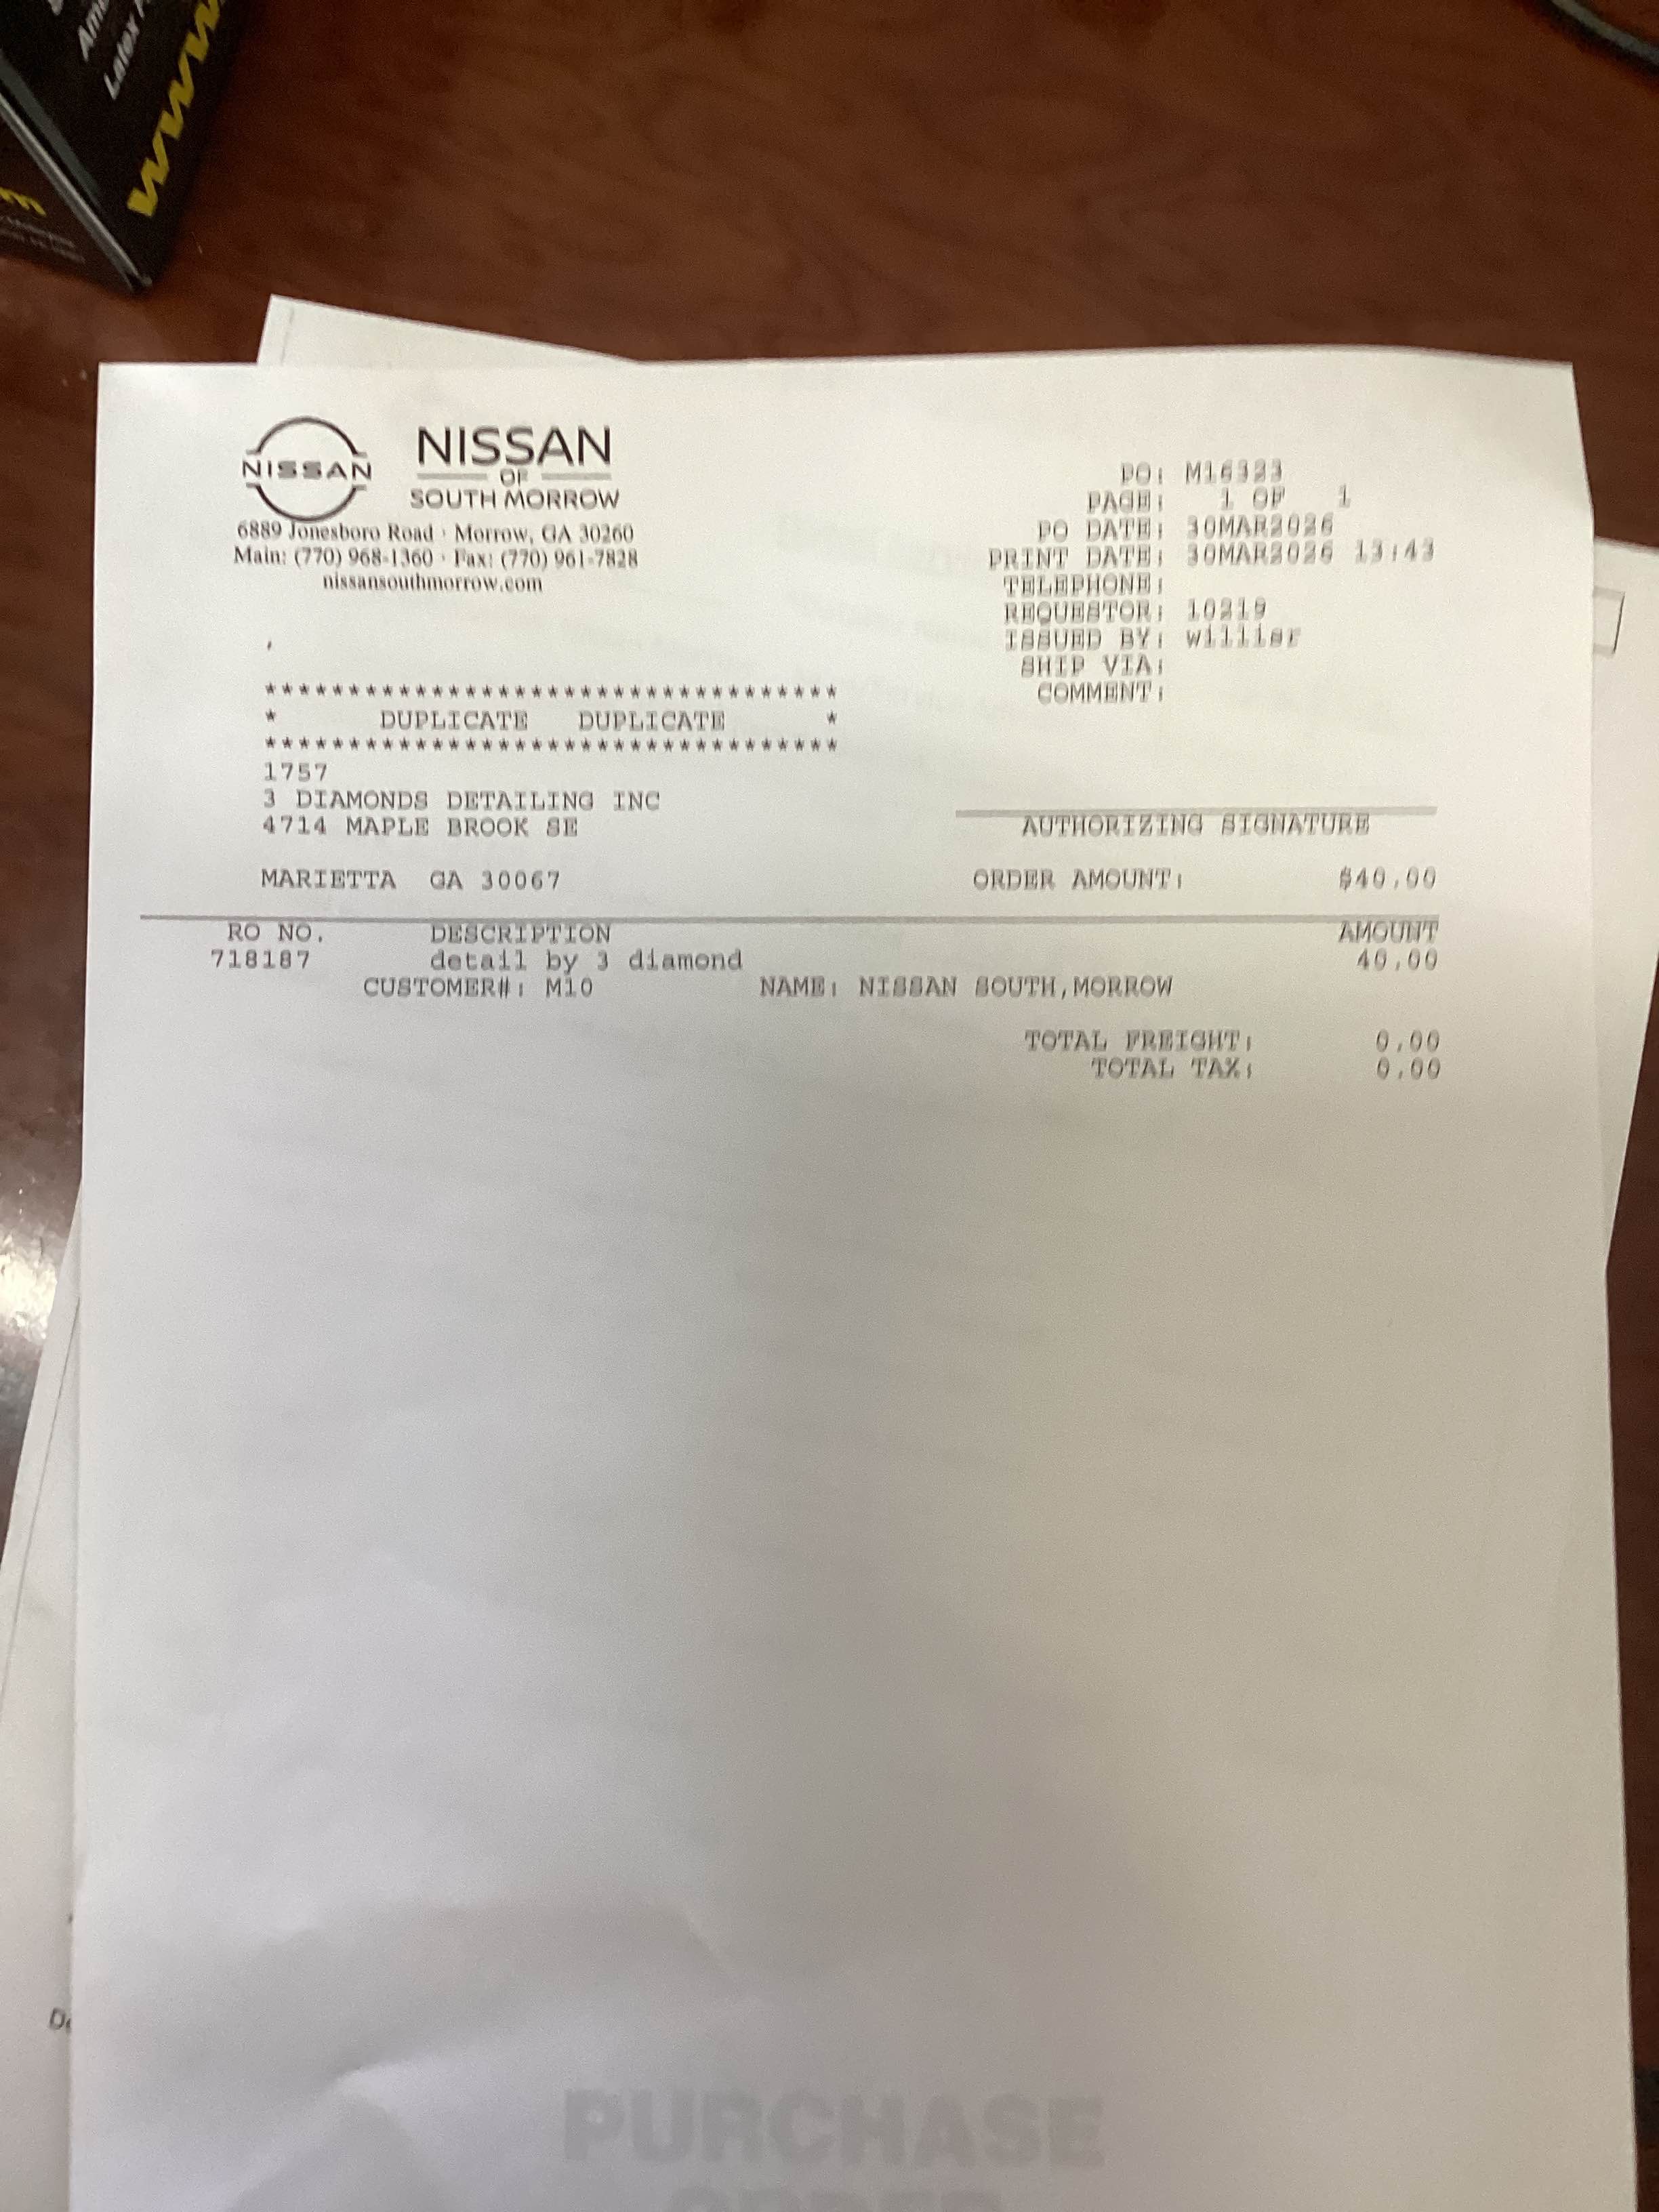 Latex
NISSAN
NISSAN
OF
SOUTH MORROW
6889 Jonesboro Road · Morrow, GA 30260
Main: (770) 968-1360 · Fax: (770) 961-7828
nissansouthmorrow.com
PO: M16323
PAGE: 1 OF 1
PO DATE: 30MAR2026
PRINT DATE: 30MAR2026 13:43
TELEPHONE:
REQUESTOR: 10219
ISSUED BY:
SHIP VIA:
COMMENT:
,
***********************************
* DUPLICATE DUPLICATE *
***********************************
1757
3 DIAMONDS DETAILING INC
4714 MAPLE BROOK SE
MARIETTA GA 30067
AUTHORIZING SIGNATURE
ORDER AMOUNT: $40.00
RO NO. DESCRIPTION AMOUNT
718187 detail by 3 diamond 40.00
CUSTOMER#: M10 NAME: NISSAN SOUTH,MORROW
TOTAL FREIGHT: 0.00
TOTAL TAX: 0.00
PURCHASE
ORDER